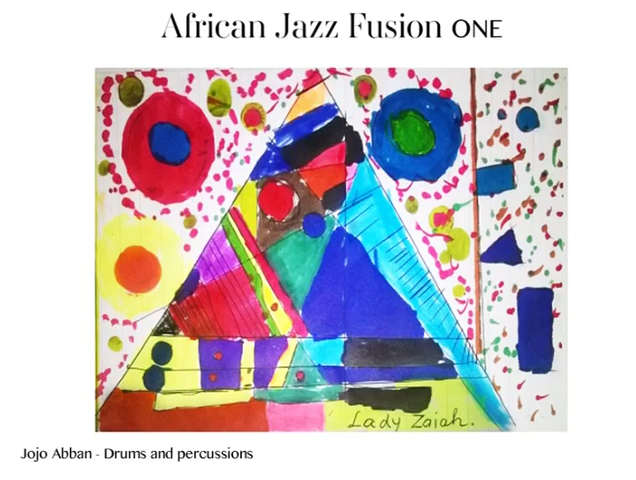 African Jazz Fusion ONE
Lady Zaiah.
Jojo Abban - Drums and percussions